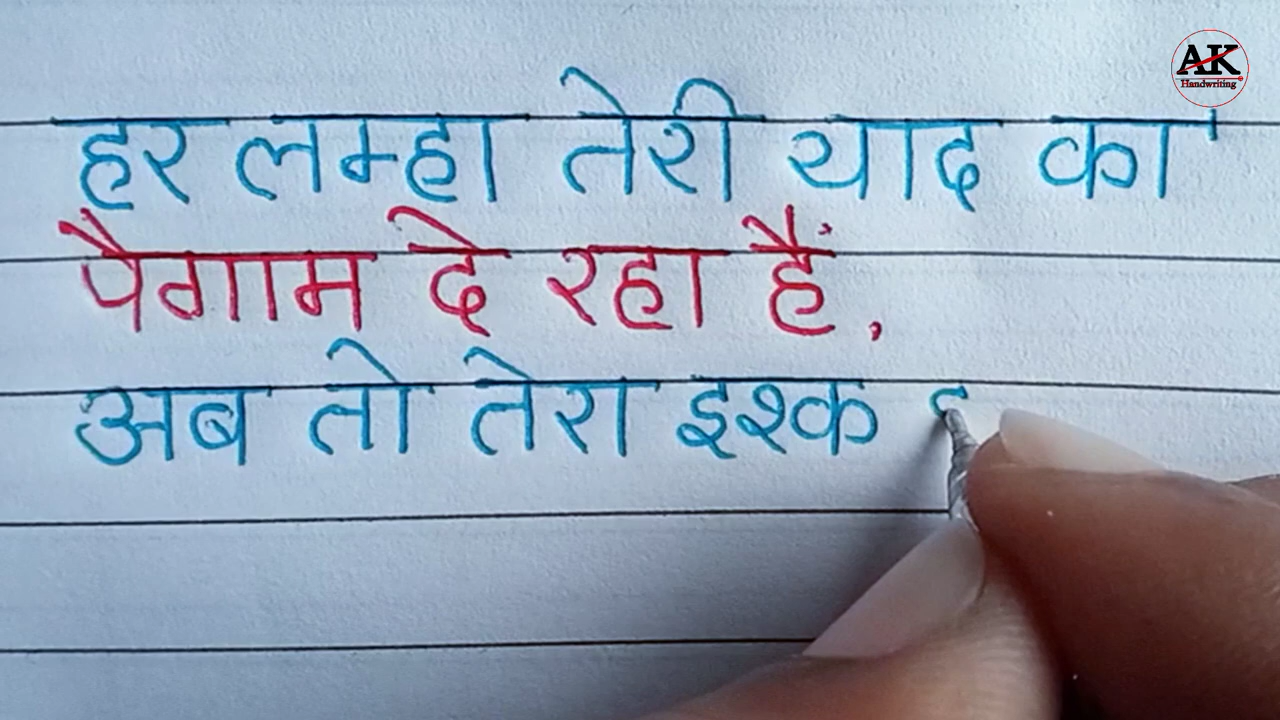 AK
Handwriting
हर लम्हा तेरी याद का
पैगाम दे रहा हैं,
अब तो तेरा इश्क